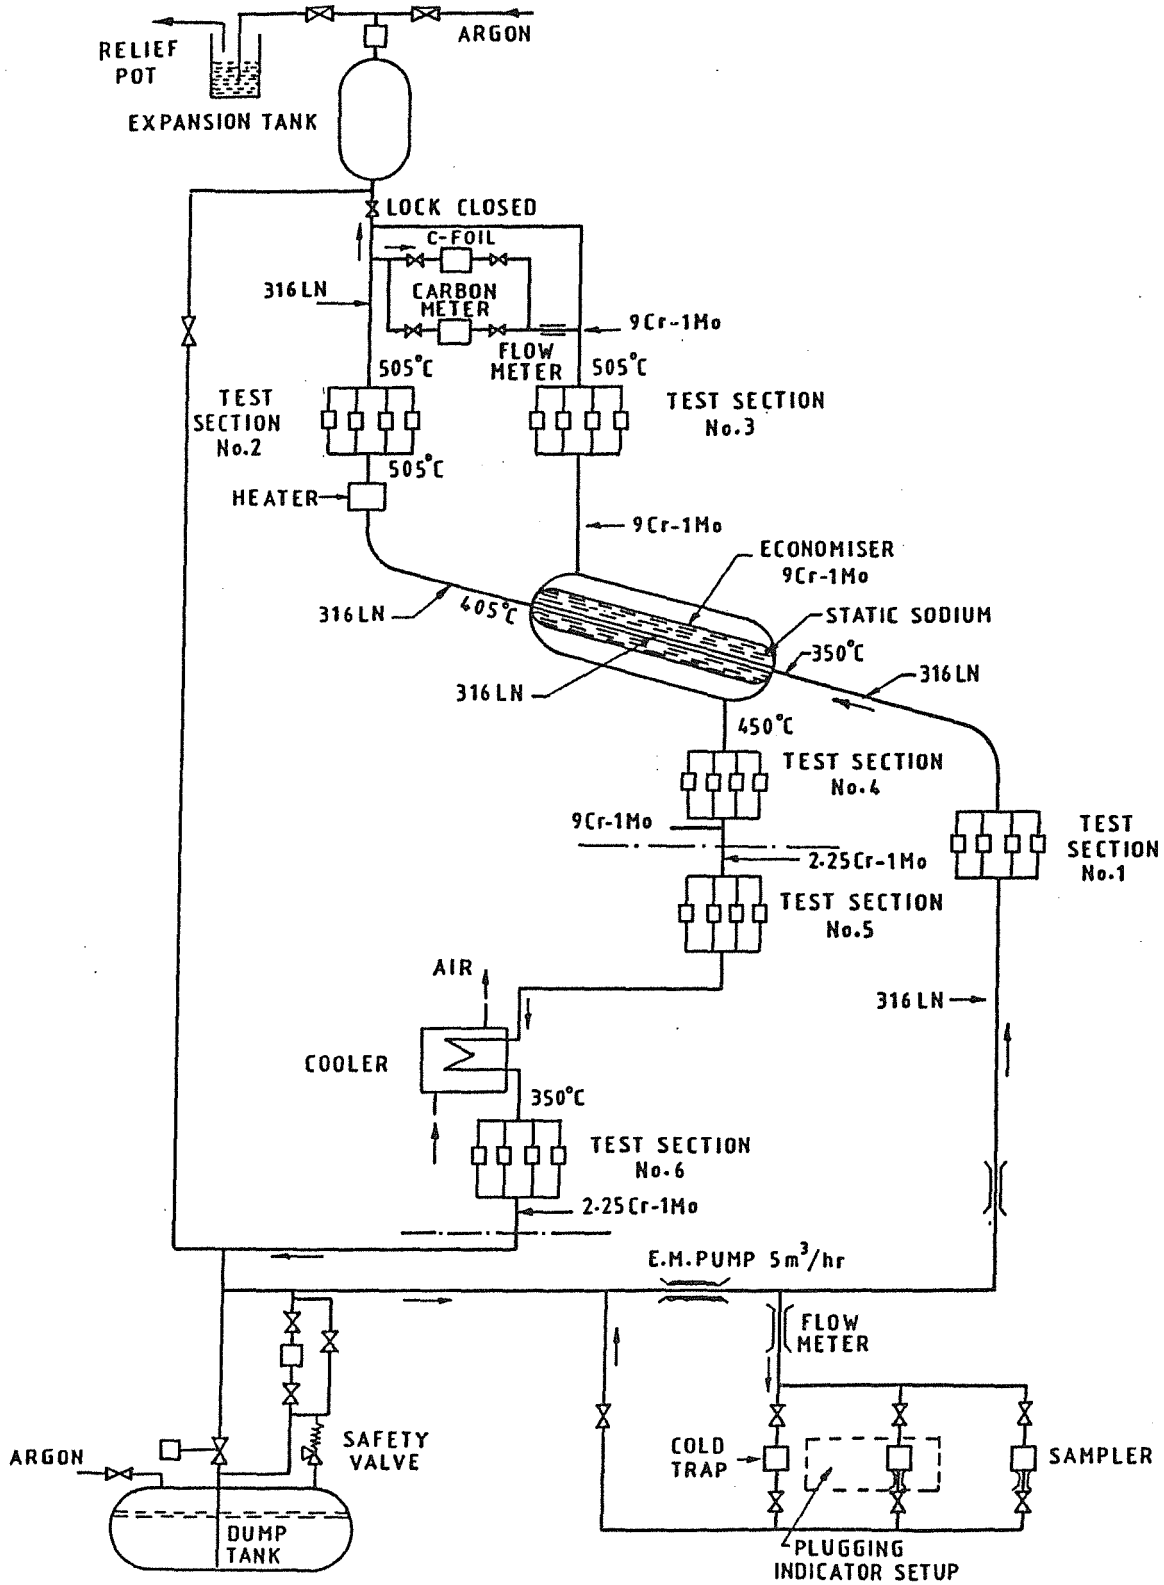 ARGON
RELIEF
POT
EXPANSION TANK
LOCK CLOSED
C-FOIL
316LN
CARBON
METER
9Cr-1Mo
FLOW
METER
505°C
505°C
TEST
SECTION
No.2
TEST SECTION
No.3
505°C
HEATER
9Cr-1Mo
ECONOMISER
9Cr-1Mo
316LN
405°C
STATIC SODIUM
350°C
316LN
316LN
450°C
TEST SECTION
No.4
9Cr-1Mo
2.25Cr-1Mo
TEST
SECTION
No.1
TEST SECTION
No.5
AIR
316LN
COOLER
350°C
TEST SECTION
No.6
2.25Cr-1Mo
E.M.PUMP 5m³/hr
FLOW
METER
ARGON
SAFETY
VALVE
COLD
TRAP
SAMPLER
DUMP
TANK
PLUGGING
INDICATOR SETUP